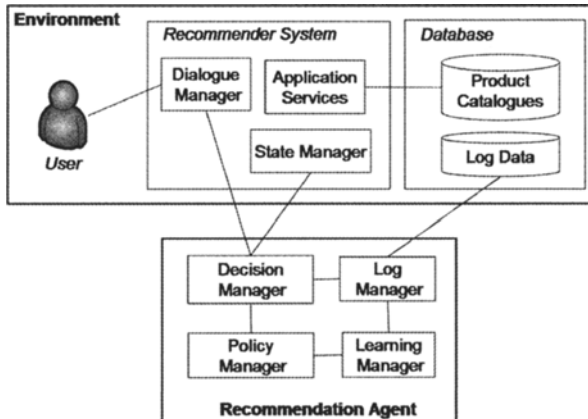 Environment
Recommender System
Database
Dialogue
Manager
Application
Services
Product
Catalogues
User
State Manager
Log Data
Decision
Manager
Log
Manager
Policy
Manager
Learning
Manager
Recommendation Agent